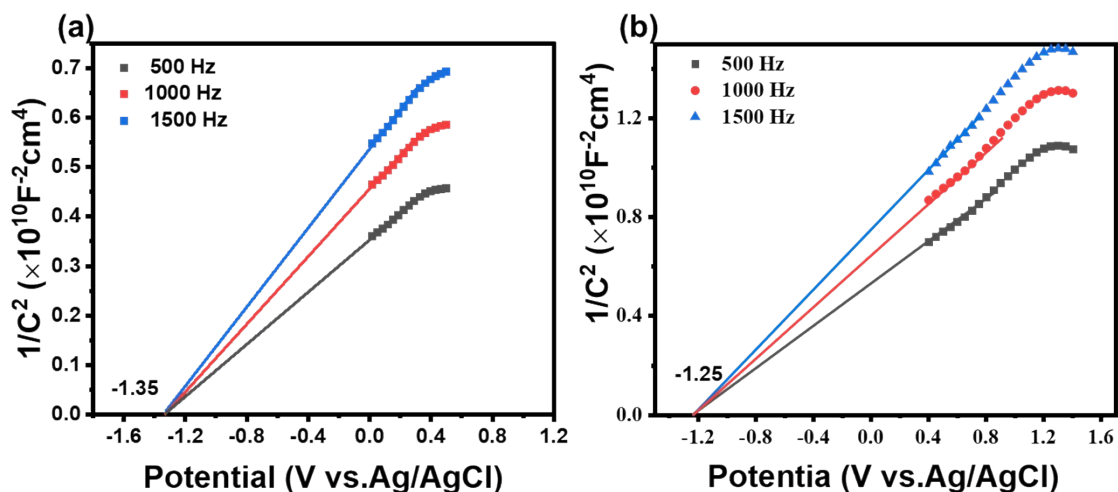 (a)
1/C² (×10¹⁰F⁻²cm⁴)
0.7
0.6
0.5
0.4
0.3
0.2
0.1
0.0
500 Hz
1000 Hz
1500 Hz
-1.35
-1.6 -1.2 -0.8 -0.4 0.0 0.4 0.8 1.2
Potential (V vs.Ag/AgCl)
(b)
1/C² (×10¹⁰F⁻²cm⁴)
1.2
0.8
0.4
0.0
500 Hz
1000 Hz
1500 Hz
-1.25
-1.2 -0.8 -0.4 0.0 0.4 0.8 1.2 1.6
Potentia (V vs.Ag/AgCl)